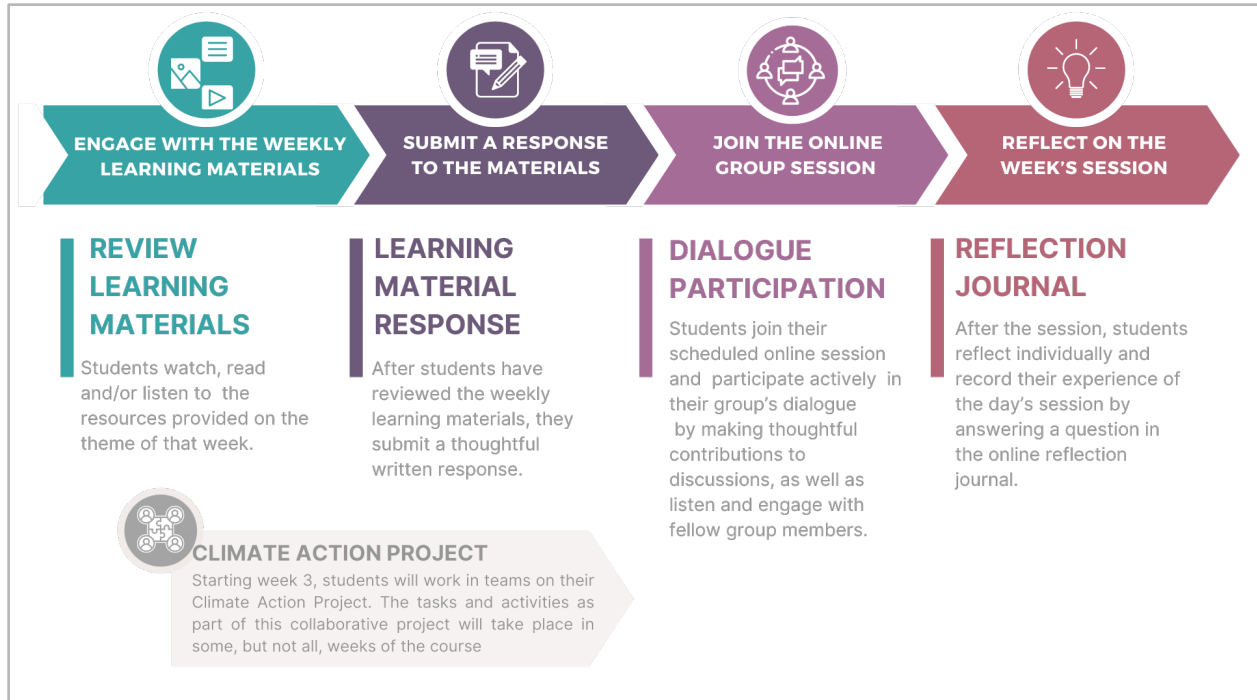 ENGAGE WITH THE WEEKLY
LEARNING MATERIALS
SUBMIT A RESPONSE
TO THE MATERIALS
JOIN THE ONLINE
GROUP SESSION
REFLECT ON THE
WEEK'S SESSION
REVIEW
LEARNING
MATERIALS
Students watch, read
and/or listen to the
resources provided on the
theme of that week.
LEARNING
MATERIAL
RESPONSE
After students have
reviewed the weekly
learning materials, they
submit a thoughtful
written response.
DIALOGUE
PARTICIPATION
Students join their
scheduled online session
and participate actively in
their group's dialogue
by making thoughtful
contributions to
discussions, as well as
listen and engage with
fellow group members.
REFLECTION
JOURNAL
After the session, students
reflect individually and
record their experience of
the day's session by
answering a question in
the online reflection
journal.
CLIMATE ACTION PROJECT
Starting week 3, students will work in teams on their
Climate Action Project. The tasks and activities as
part of this collaborative project will take place in
some, but not all, weeks of the course